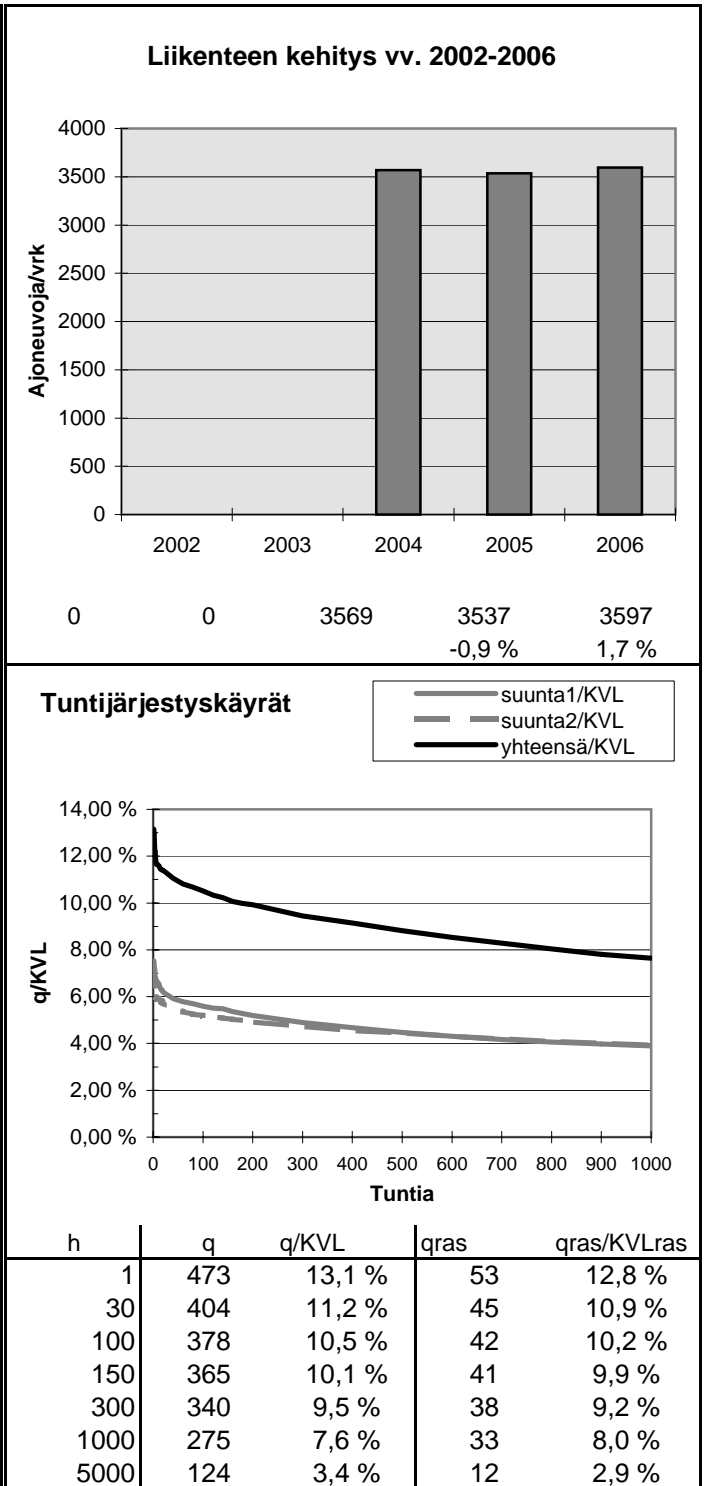 Liikenteen kehitys vv. 2002-2006
Ajoneuvoja/vrk
4000
3500
3000
2500
2000
1500
1000
500
0
2002 2003 2004 2005 2006
0 0 3569 3537 3597
-0,9 % 1,7 %
Tuntijärjestyskäyrät
suunta1/KVL
suunta2/KVL
yhteensä/KVL
q/KVL
14,00 %
12,00 %
10,00 %
8,00 %
6,00 %
4,00 %
2,00 %
0,00 %
0 100 200 300 400 500 600 700 800 900 1000
Tuntia
h q q/KVL qras qras/KVLras
1 473 13,1 % 53 12,8 %
30 404 11,2 % 45 10,9 %
100 378 10,5 % 42 10,2 %
150 365 10,1 % 41 9,9 %
300 340 9,5 % 38 9,2 %
1000 275 7,6 % 33 8,0 %
5000 124 3,4 % 12 2,9 %